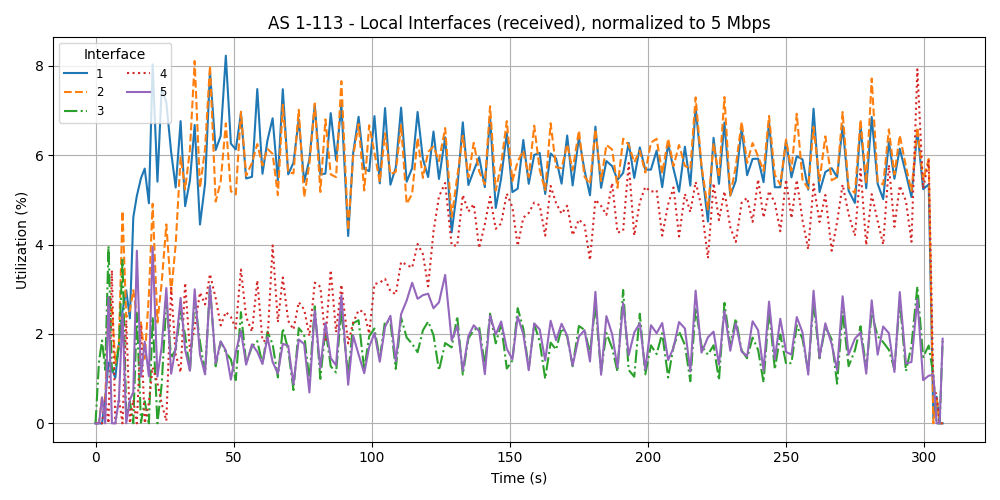 AS 1-113 - Local Interfaces (received), normalized to 5 Mbps
Interface
1
2
3
4
5
Utilization (%)
8
6
4
2
0
0 50 100 150 200 250 300
Time (s)